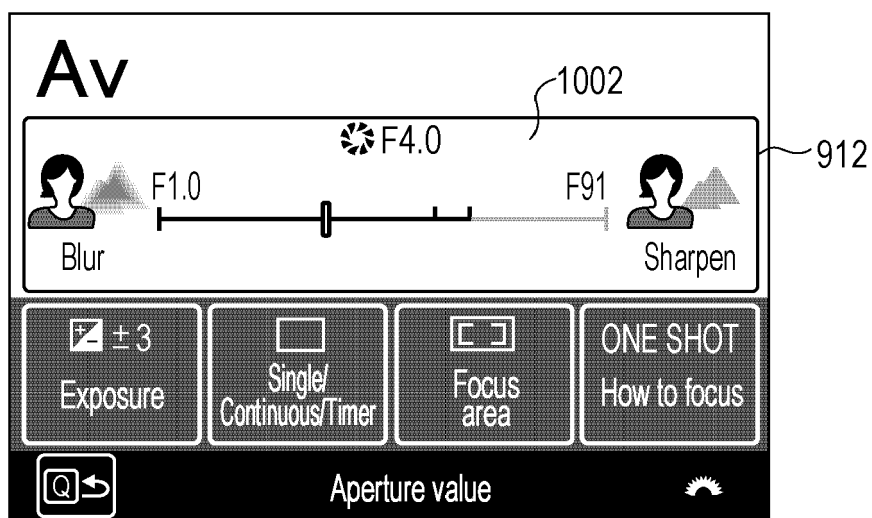 Av
1002
F4.0
912
F1.0
F91
Blur
Sharpen
±3
Exposure
Single/
Continuous/Timer
Focus
area
ONE SHOT
How to focus
Q
Aperture value